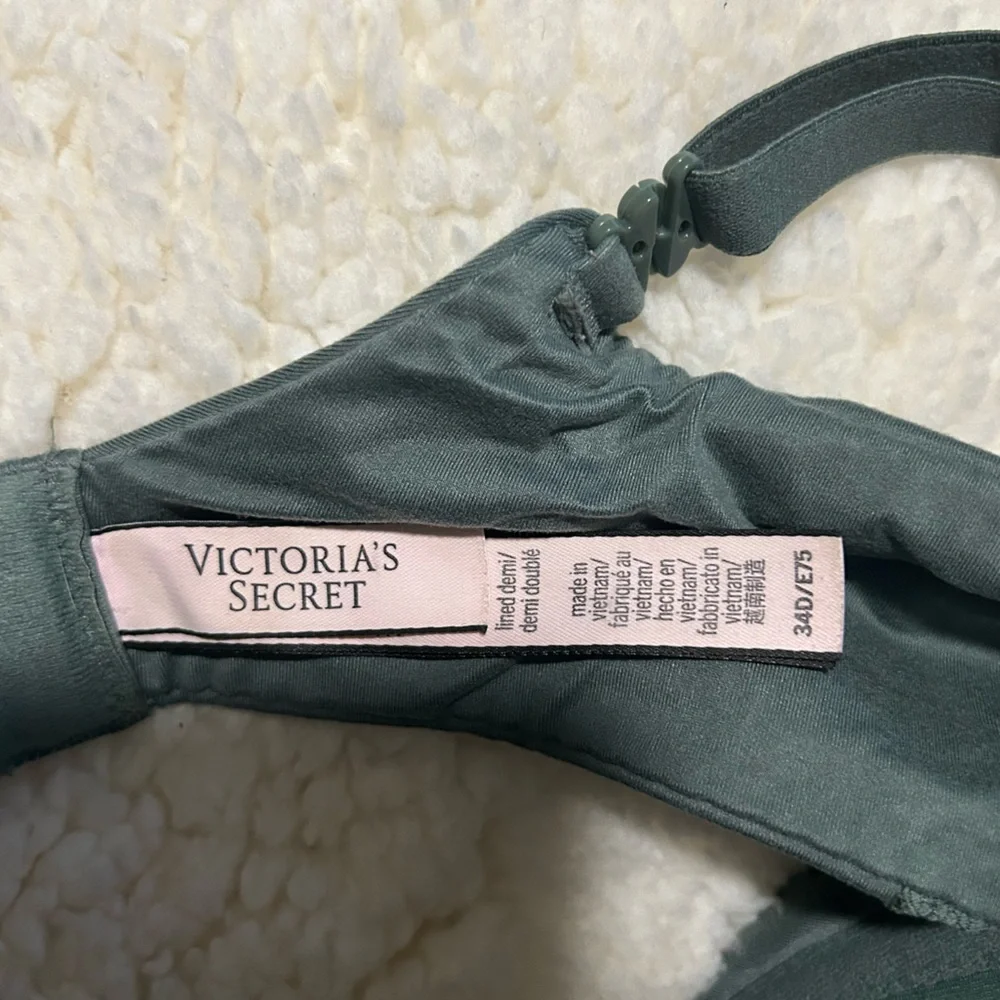 VICTORIA'S
SECRET
lined demi/
demi doublé
made in
vietnam/
fabriqué au
vietnam/
hecho en
vietnam/
fabbricato in
vietnam/
越南制造
34D/E75